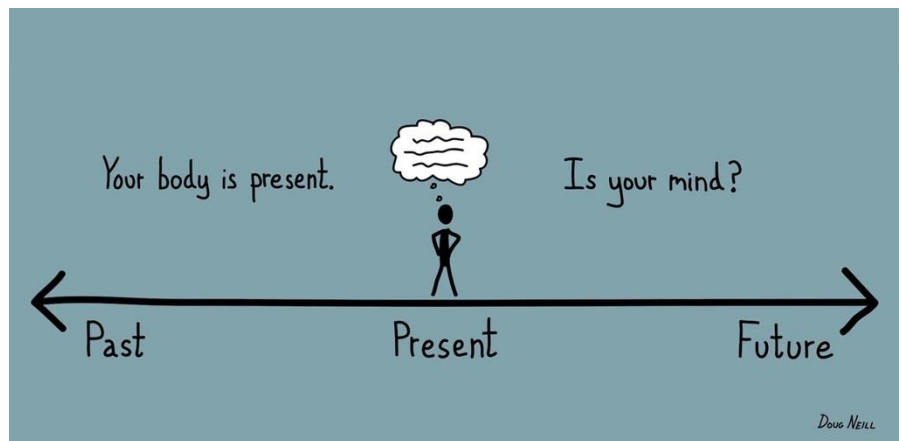 Your body is present.
Is your mind?
Past
Present
Future
Doug Neill